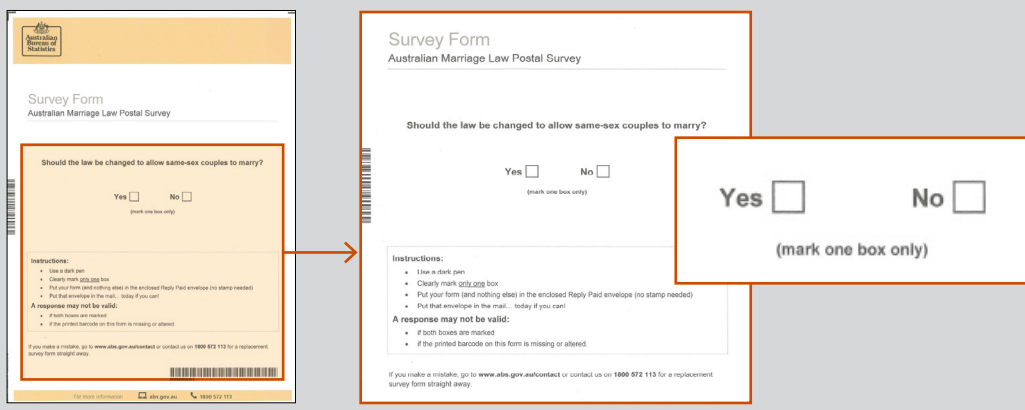 Australian
Bureau of
Statistics
Survey Form
Australian Marriage Law Postal Survey
Should the law be changed to allow same-sex couples to marry?
Yes
No
(mark one box only)
Instructions:
• Use a dark pen
• Clearly mark only one box
• Put your form (and nothing else) in the enclosed Reply Paid envelope (no stamp needed)
• Put that envelope in the mail... today if you can!
A response may not be valid:
• if both boxes are marked
• if the printed barcode on this form is missing or altered.
If you make a mistake, go to www.abs.gov.au/contact or contact us on 1800 572 113 for a replacement
survey form straight away.
For more information abs.gov.au 1800 572 113
Survey Form
Australian Marriage Law Postal Survey
Should the law be changed to allow same-sex couples to marry?
Yes No
(mark one box only)
Instructions:
• Use a dark pen
• Clearly mark only one box
• Put your form (and nothing else) in the enclosed Reply Paid envelope (no stamp needed)
• Put that envelope in the mail... today if you can!
A response may not be valid:
• if both boxes are marked
• if the printed barcode on this form is missing or altered.
If you make a mistake, go to www.abs.gov.au/contact or contact us on 1800 572 113 for a replacement
survey form straight away.
Yes No
(mark one box only)